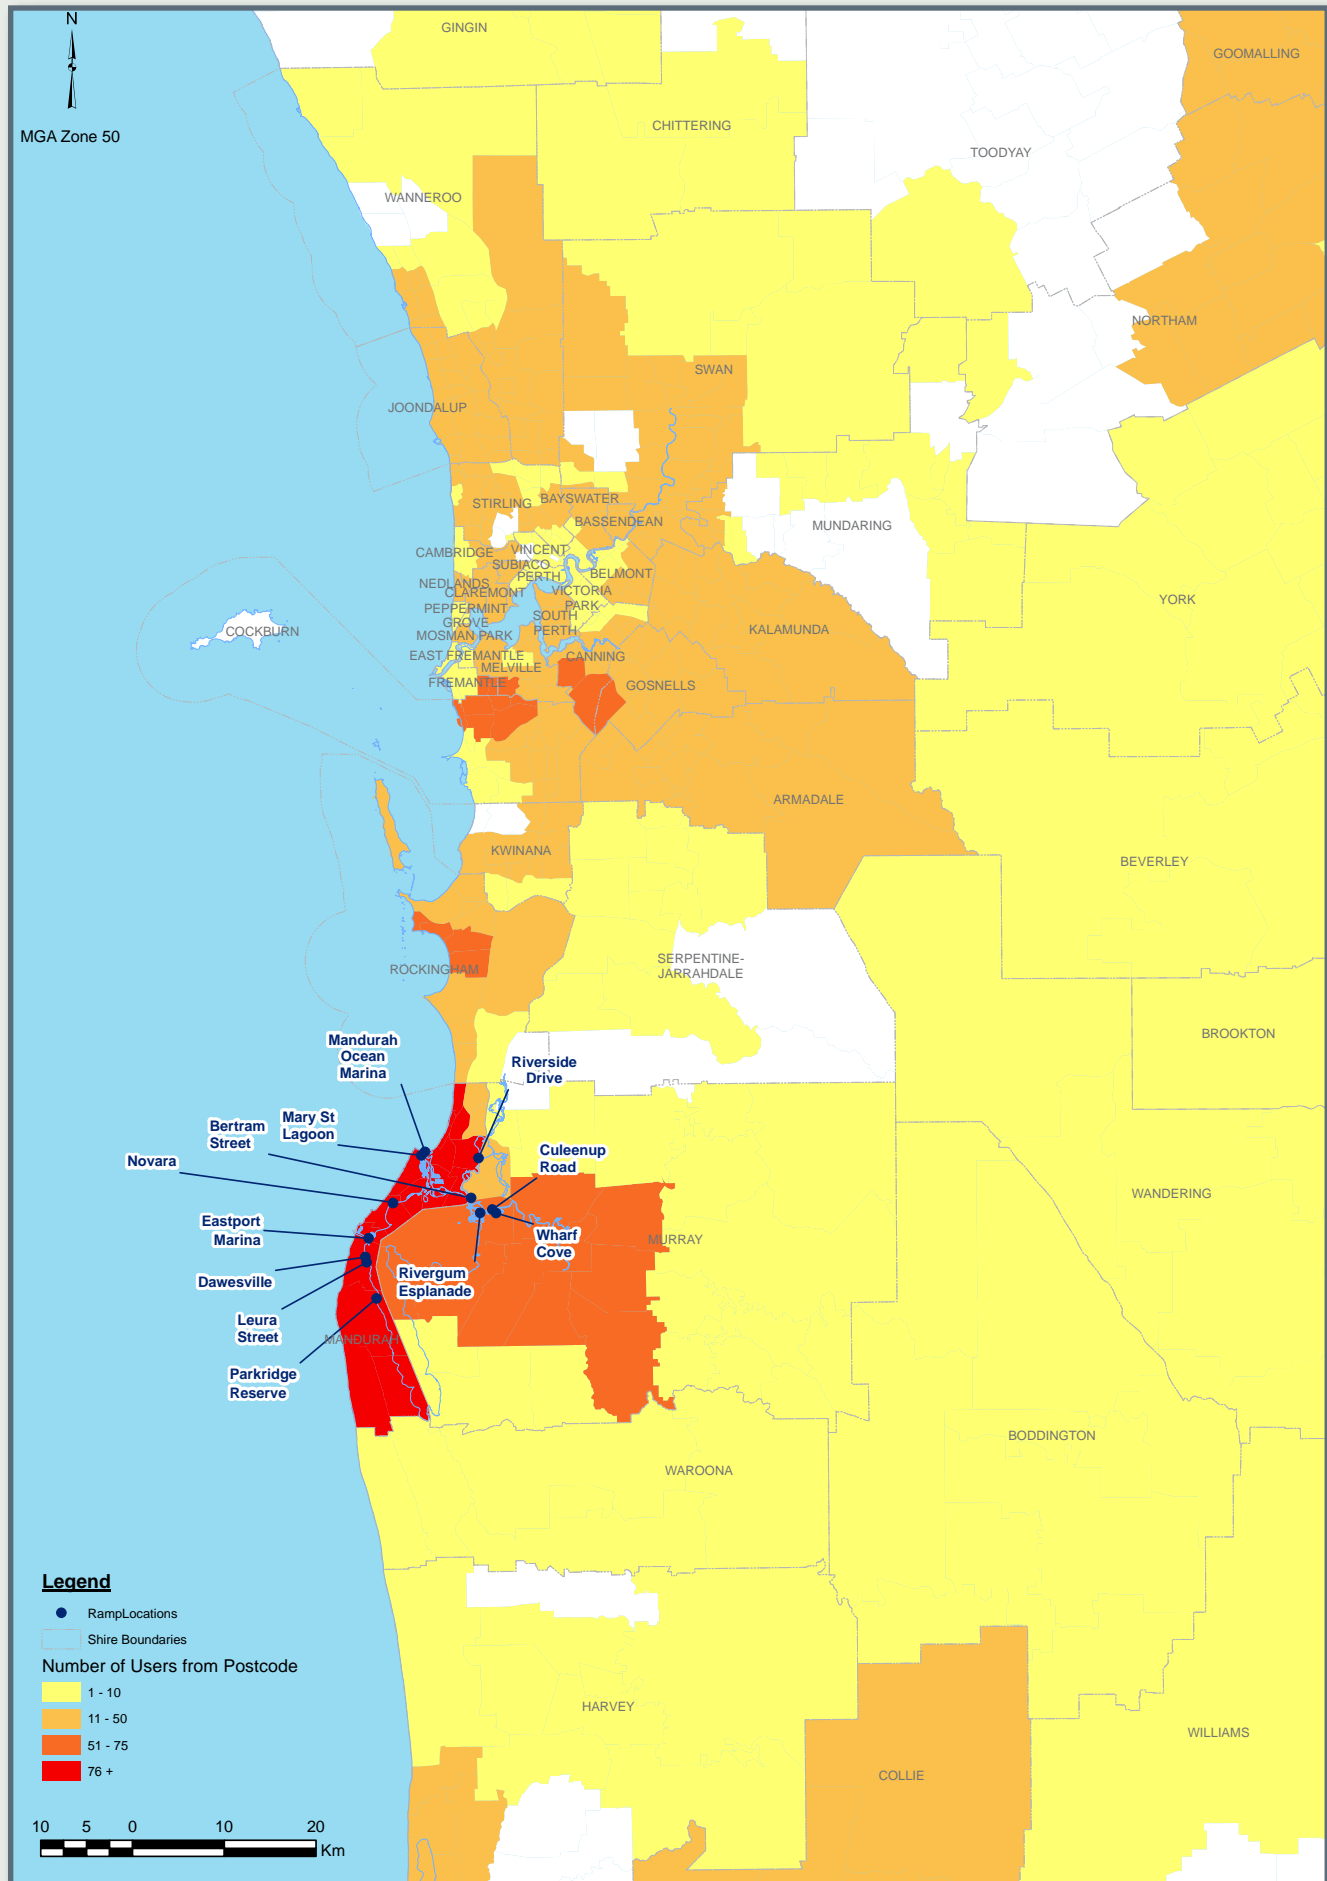 N
MGA Zone 50
GINGIN
GOOMALLING
CHITTERING
TOODYAY
WANNEROO
NORTHAM
SWAN
JOONDALUP
STIRLING
BAYSWATER
BASSENDEAN
MUNDARING
CAMBRIDGE
VINCENT
SUBIACO
PERTH
BELMONT
NEDLANDS
CLAREMONT
VICTORIA
PARK
YORK
PEPPERMINT
GROVE
SOUTH
PERTH
COCKBURN
KALAMUNDA
MOSMAN PARK
EAST FREMANTLE
CANNING
MELVILLE
FREMANTLE
GOSNELLS
ARMADALE
KWINANA
BEVERLEY
SERPENTINE-
JARRAHDALE
ROCKINGHAM
BROOKTON
Mandurah
Ocean
Marina
Riverside
Drive
Mary St
Lagoon
Bertram
Street
Culeenup
Road
Novara
WANDERING
Eastport
Marina
Wharf
Cove
MURRAY
Dawesville
Rivergum
Esplanade
Leura
Street
MANDURAH
Parkridge
Reserve
BODDINGTON
WAROONA
HARVEY
WILLIAMS
COLLIE
Legend
RampLocations
Shire Boundaries
Number of Users from Postcode
1 - 10
11 - 50
51 - 75
76 +
10 5 0 10 20
Km